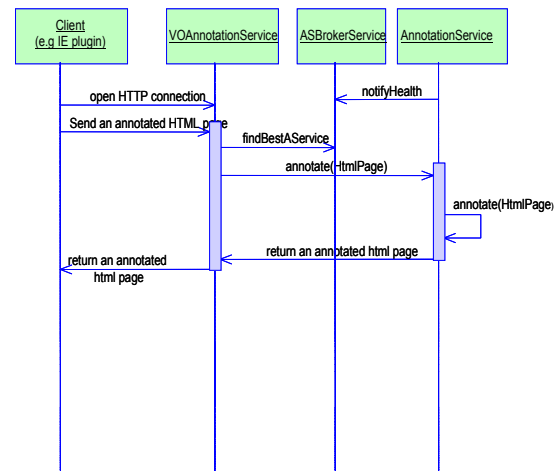 Client
(e.g IE plugin)
VOAnnotationService
ASBrokerService
AnnotationService
open HTTP connection
notifyHealth
Send an annotated HTML page
findBestAService
annotate(HtmlPage)
annotate(HtmlPage)
return an annotated html page
return an annotated
html page